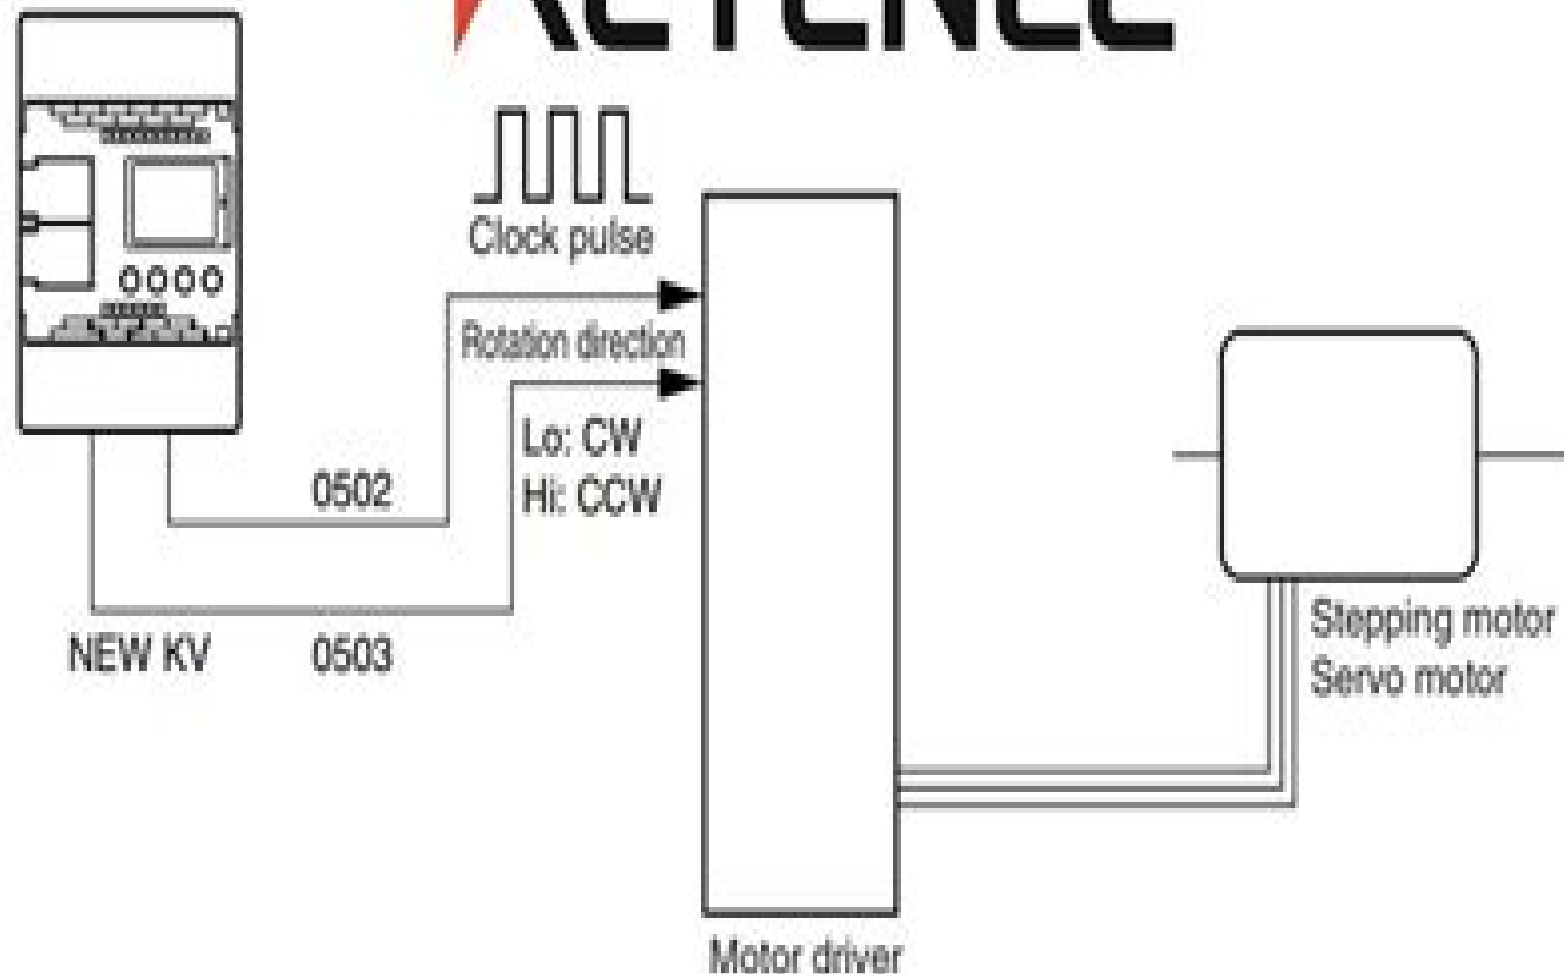 Clock pulse
Rotation direction
Lo: CW
Hi: CCW
0502
NEW KV
0503
Stepping motor
Servo motor
Motor driver